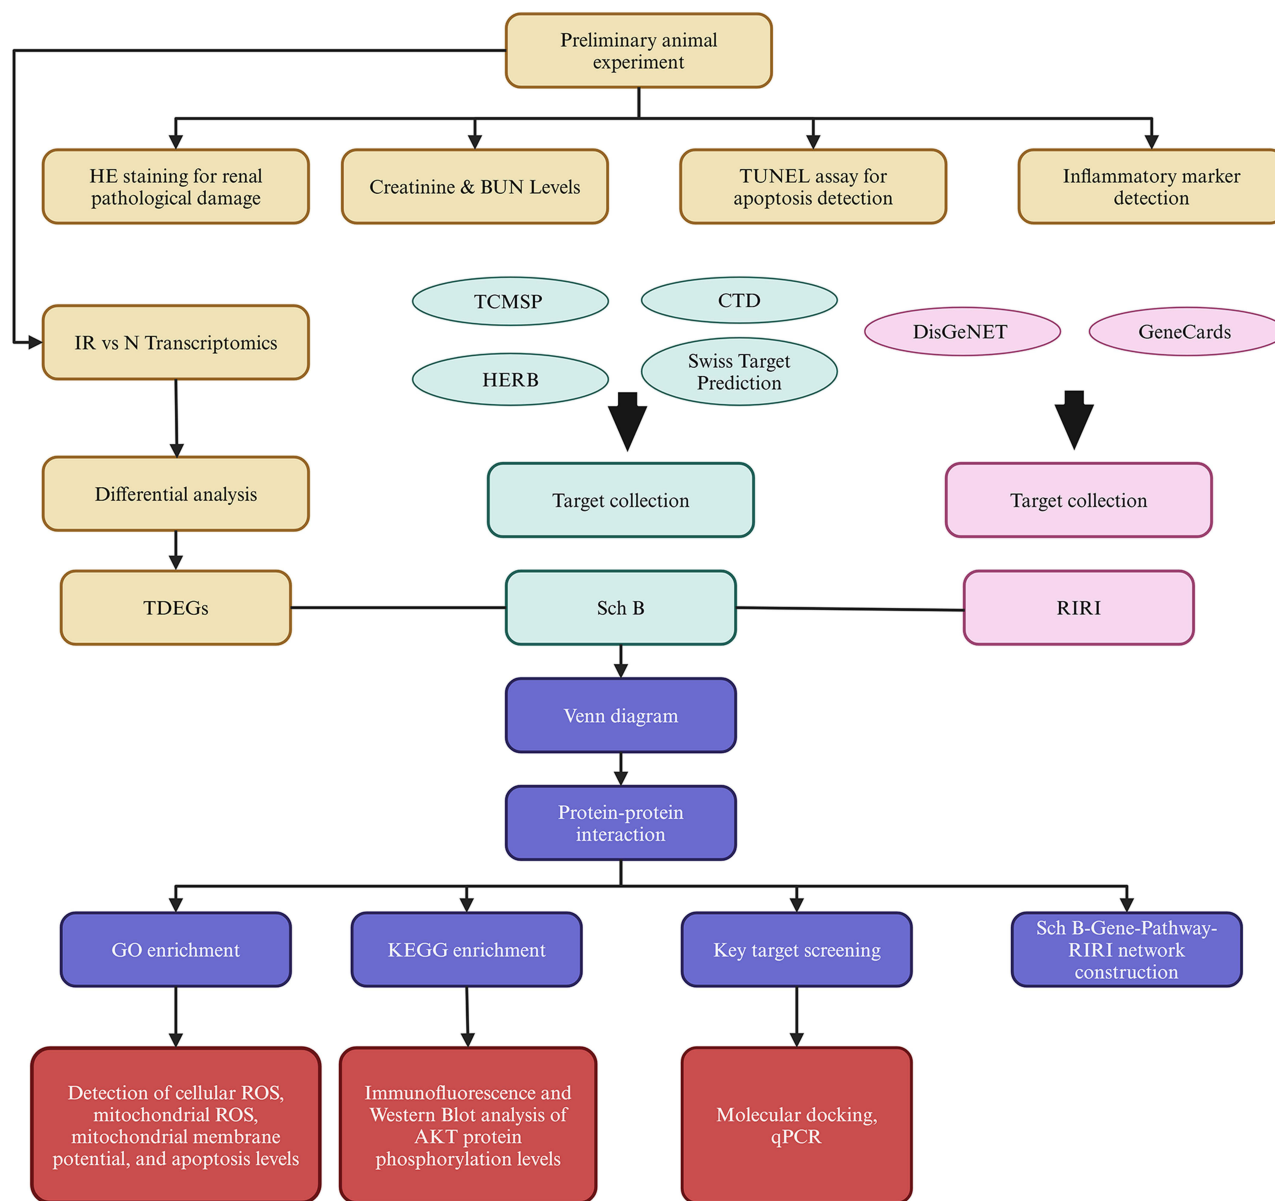 Preliminary animal
experiment
HE staining for renal
pathological damage
Creatinine & BUN Levels
TUNEL assay for
apoptosis detection
Inflammatory marker
detection
TCMSP
CTD
DisGeNET
GeneCards
IR vs N Transcriptomics
HERB
Swiss Target
Prediction
Differential analysis
Target collection
Target collection
TDEGs
Sch B
RIRI
Venn diagram
Protein-protein
interaction
GO enrichment
KEGG enrichment
Key target screening
Sch B-Gene-Pathway-
RIRI network
construction
Detection of cellular ROS,
mitochondrial ROS,
mitochondrial membrane
potential, and apoptosis levels
Immunofluorescence and
Western Blot analysis of
AKT protein
phosphorylation levels
Molecular docking,
qPCR